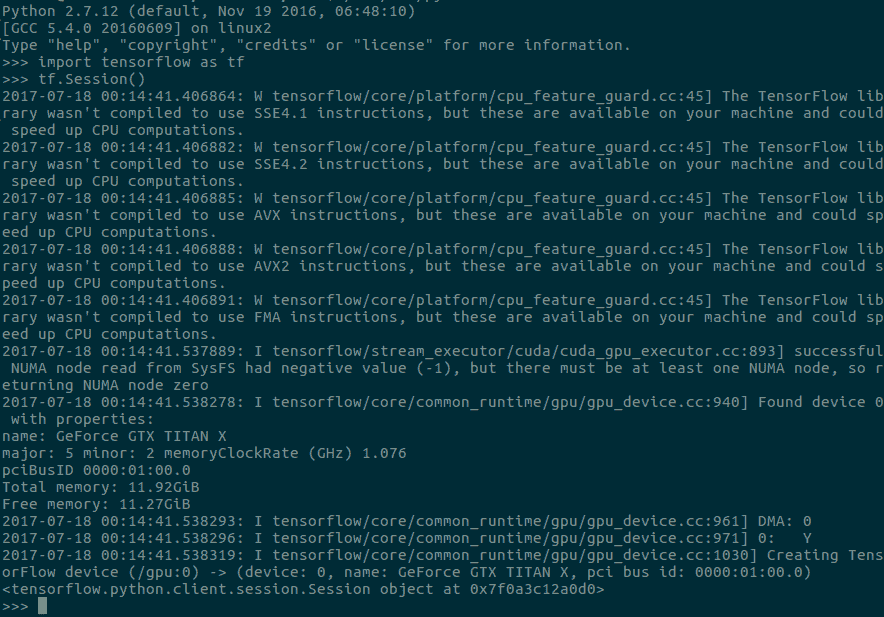 Python 2.7.12 (default, Nov 19 2016, 06:48:10)
[GCC 5.4.0 20160609] on linux2
Type "help", "copyright", "credits" or "license" for more information.
>>> import tensorflow as tf
>>> tf.Session()
2017-07-18 00:14:41.406864: W tensorflow/core/platform/cpu_feature_guard.cc:45] The TensorFlow lib
rary wasn't compiled to use SSE4.1 instructions, but these are available on your machine and could
 speed up CPU computations.
2017-07-18 00:14:41.406882: W tensorflow/core/platform/cpu_feature_guard.cc:45] The TensorFlow lib
rary wasn't compiled to use SSE4.2 instructions, but these are available on your machine and could
 speed up CPU computations.
2017-07-18 00:14:41.406885: W tensorflow/core/platform/cpu_feature_guard.cc:45] The TensorFlow lib
rary wasn't compiled to use AVX instructions, but these are available on your machine and could sp
eed up CPU computations.
2017-07-18 00:14:41.406888: W tensorflow/core/platform/cpu_feature_guard.cc:45] The TensorFlow lib
rary wasn't compiled to use AVX2 instructions, but these are available on your machine and could s
peed up CPU computations.
2017-07-18 00:14:41.406891: W tensorflow/core/platform/cpu_feature_guard.cc:45] The TensorFlow lib
rary wasn't compiled to use FMA instructions, but these are available on your machine and could sp
eed up CPU computations.
2017-07-18 00:14:41.537889: I tensorflow/stream_executor/cuda/cuda_gpu_executor.cc:893] successful
 NUMA node read from SysFS had negative value (-1), but there must be at least one NUMA node, so r
eturning NUMA node zero
2017-07-18 00:14:41.538278: I tensorflow/core/common_runtime/gpu/gpu_device.cc:940] Found device 0
 with properties:
name: GeForce GTX TITAN X
major: 5 minor: 2 memoryClockRate (GHz) 1.076
pciBusID 0000:01:00.0
Total memory: 11.92GiB
Free memory: 11.27GiB
2017-07-18 00:14:41.538293: I tensorflow/core/common_runtime/gpu/gpu_device.cc:961] DMA: 0
2017-07-18 00:14:41.538296: I tensorflow/core/common_runtime/gpu/gpu_device.cc:971] 0:   Y
2017-07-18 00:14:41.538319: I tensorflow/core/common_runtime/gpu/gpu_device.cc:1030] Creating Tens
orFlow device (/gpu:0) -> (device: 0, name: GeForce GTX TITAN X, pci bus id: 0000:01:00.0)
<tensorflow.python.client.session.Session object at 0x7f0a3c12a0d0>
>>>